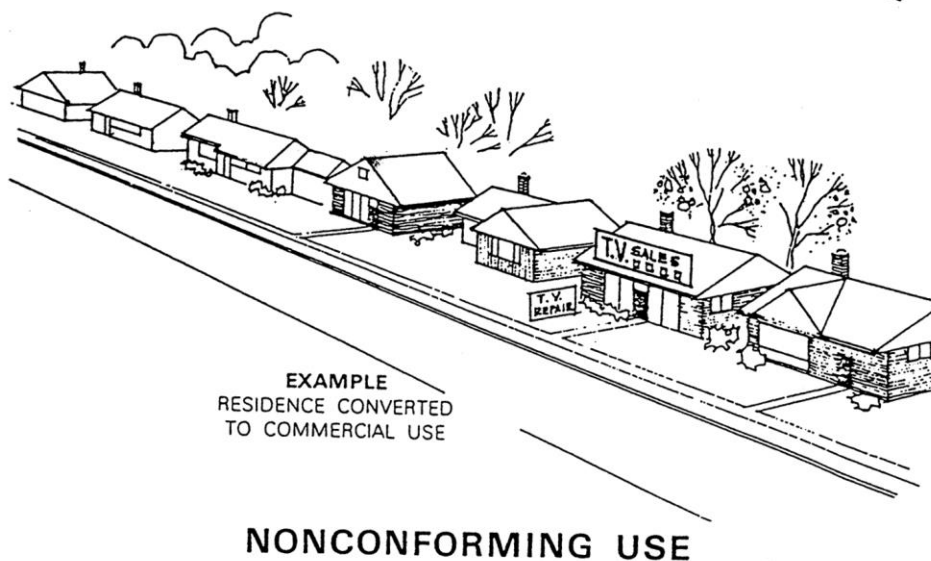 T.V. SALES
T.V.
REPAIR
EXAMPLE
RESIDENCE CONVERTED
TO COMMERCIAL USE
NONCONFORMING USE